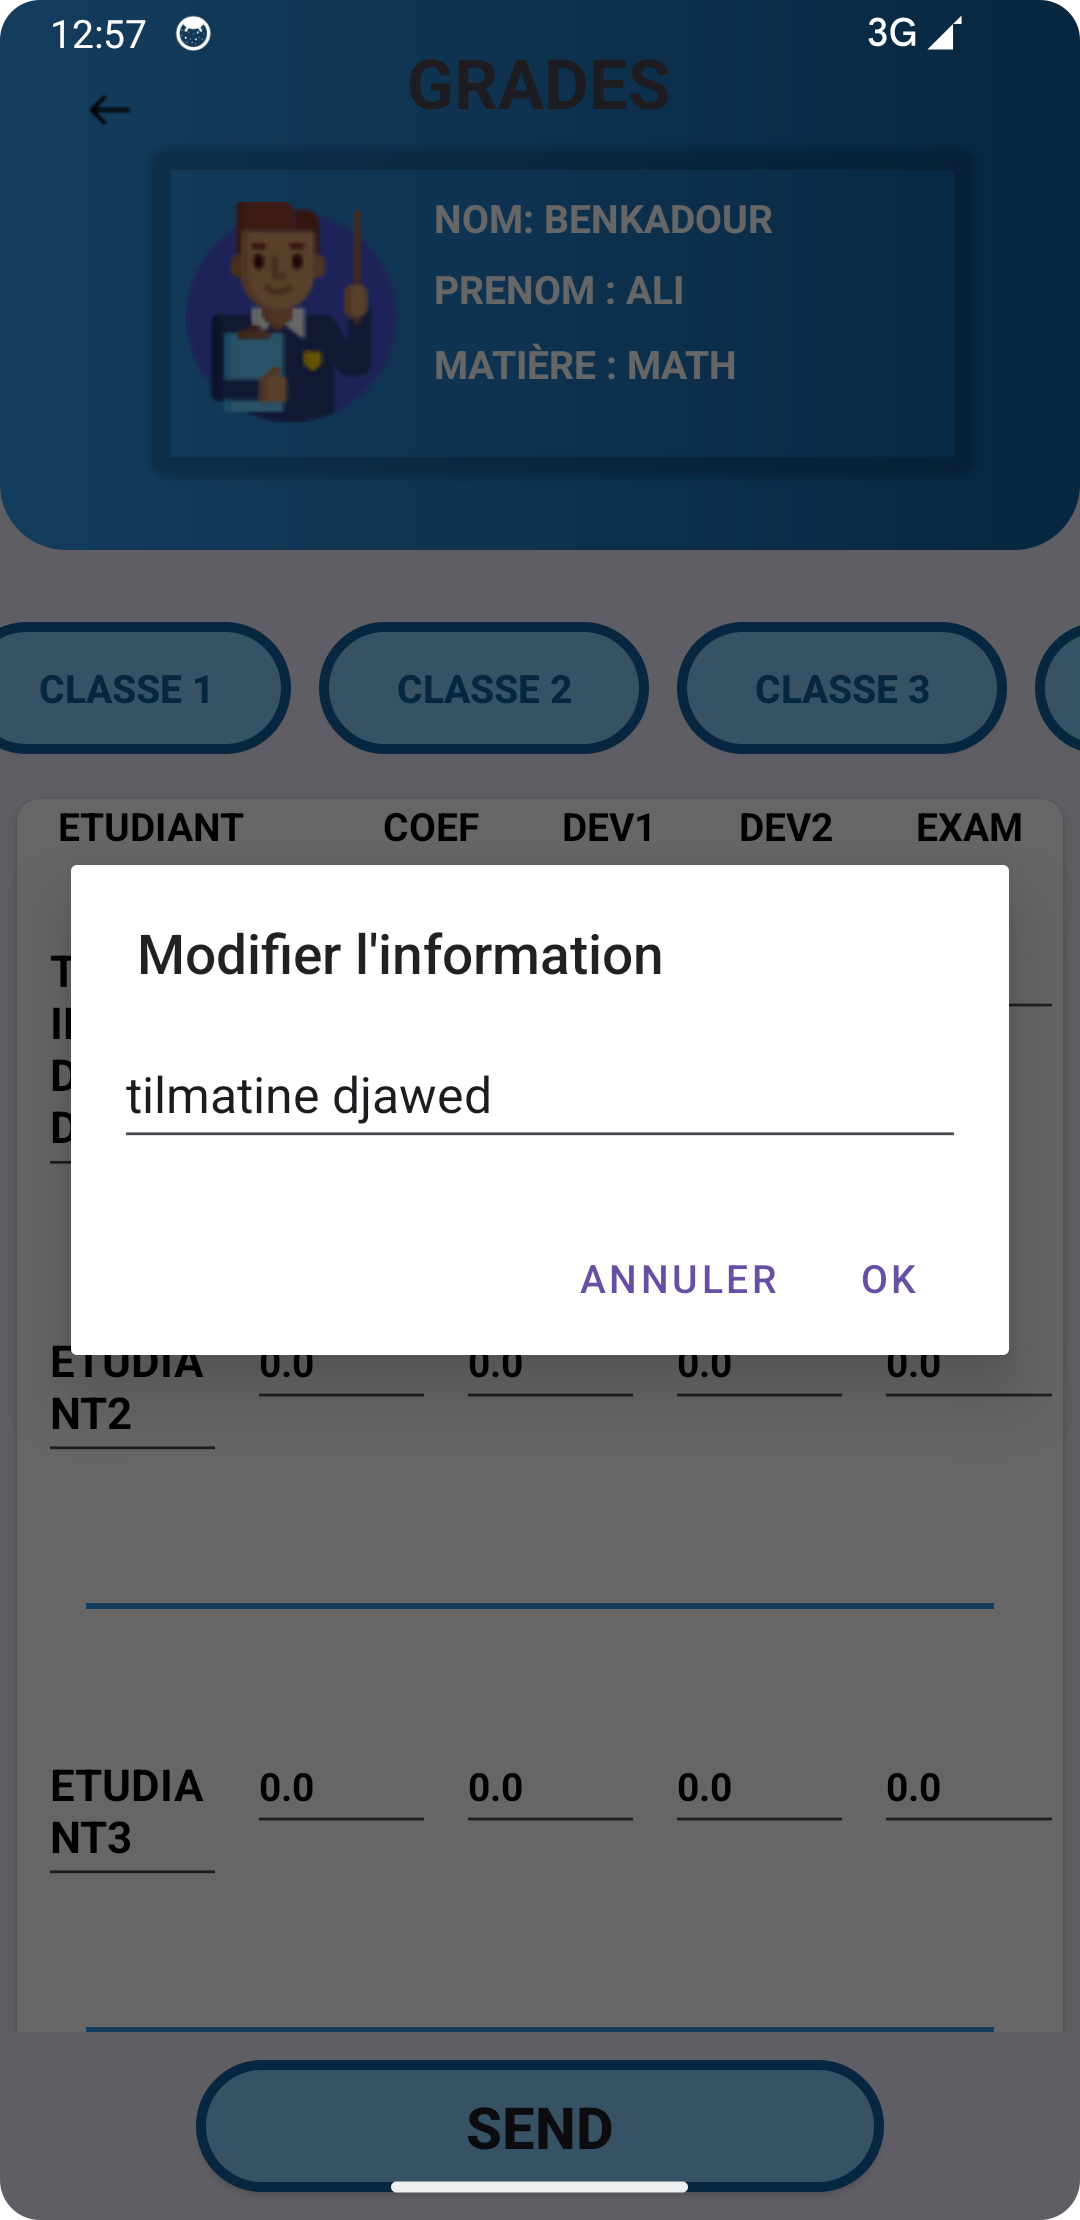 12:57 3G
GRADES
NOM: BENKADOUR
PRENOM : ALI
MATIÈRE : MATH
CLASSE 1 CLASSE 2 CLASSE 3
ETUDIANT COEF DEV1 DEV2 EXAM
Modifier l'information
tilmatine djawed
ANNULER OK
ETUDIA 0.0 0.0 0.0 0.0
NT2
ETUDIA 0.0 0.0 0.0 0.0
NT3
SEND